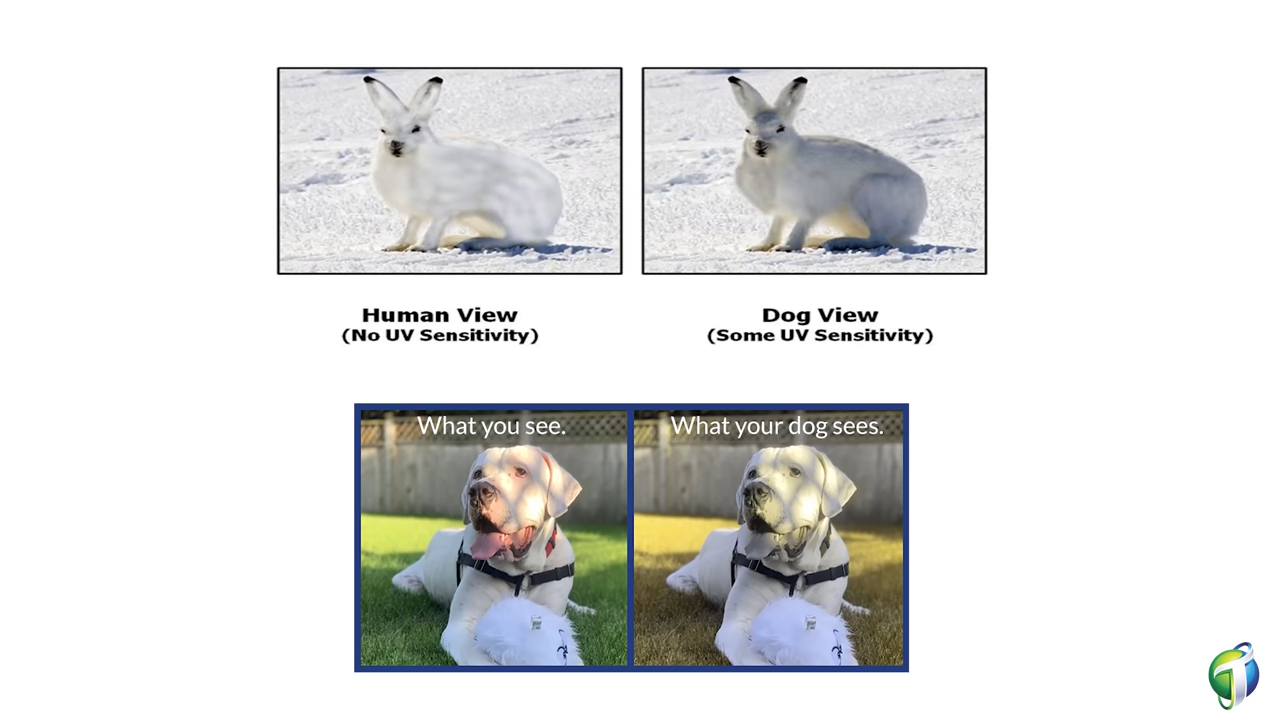 Human View
(No UV Sensitivity)
Dog View
(Some UV Sensitivity)
What you see.
What your dog sees.